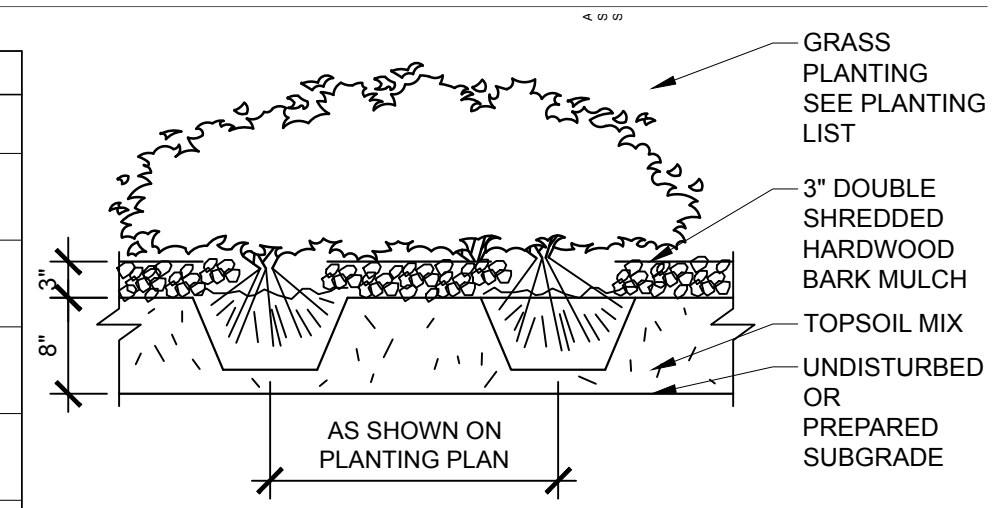 A
S
S
GRASS
PLANTING
SEE PLANTING
LIST
3" DOUBLE
SHREDDED
HARDWOOD
BARK MULCH
TOPSOIL MIX
UNDISTURBED
OR
PREPARED
SUBGRADE
3"
8"
AS SHOWN ON
PLANTING PLAN